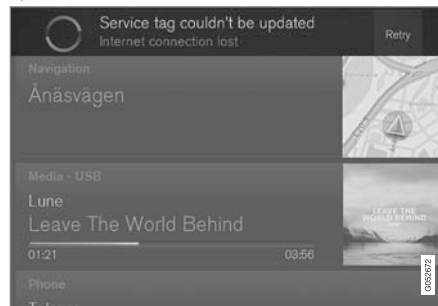 Service tag couldn't be updated
Internet connection lost
Retry
Navigation
Ånäsvägen
Media - USB
Lune
Leave The World Behind
01:21
03:56
LEAVE THE
WORLD BEHIND
Phone
G052672